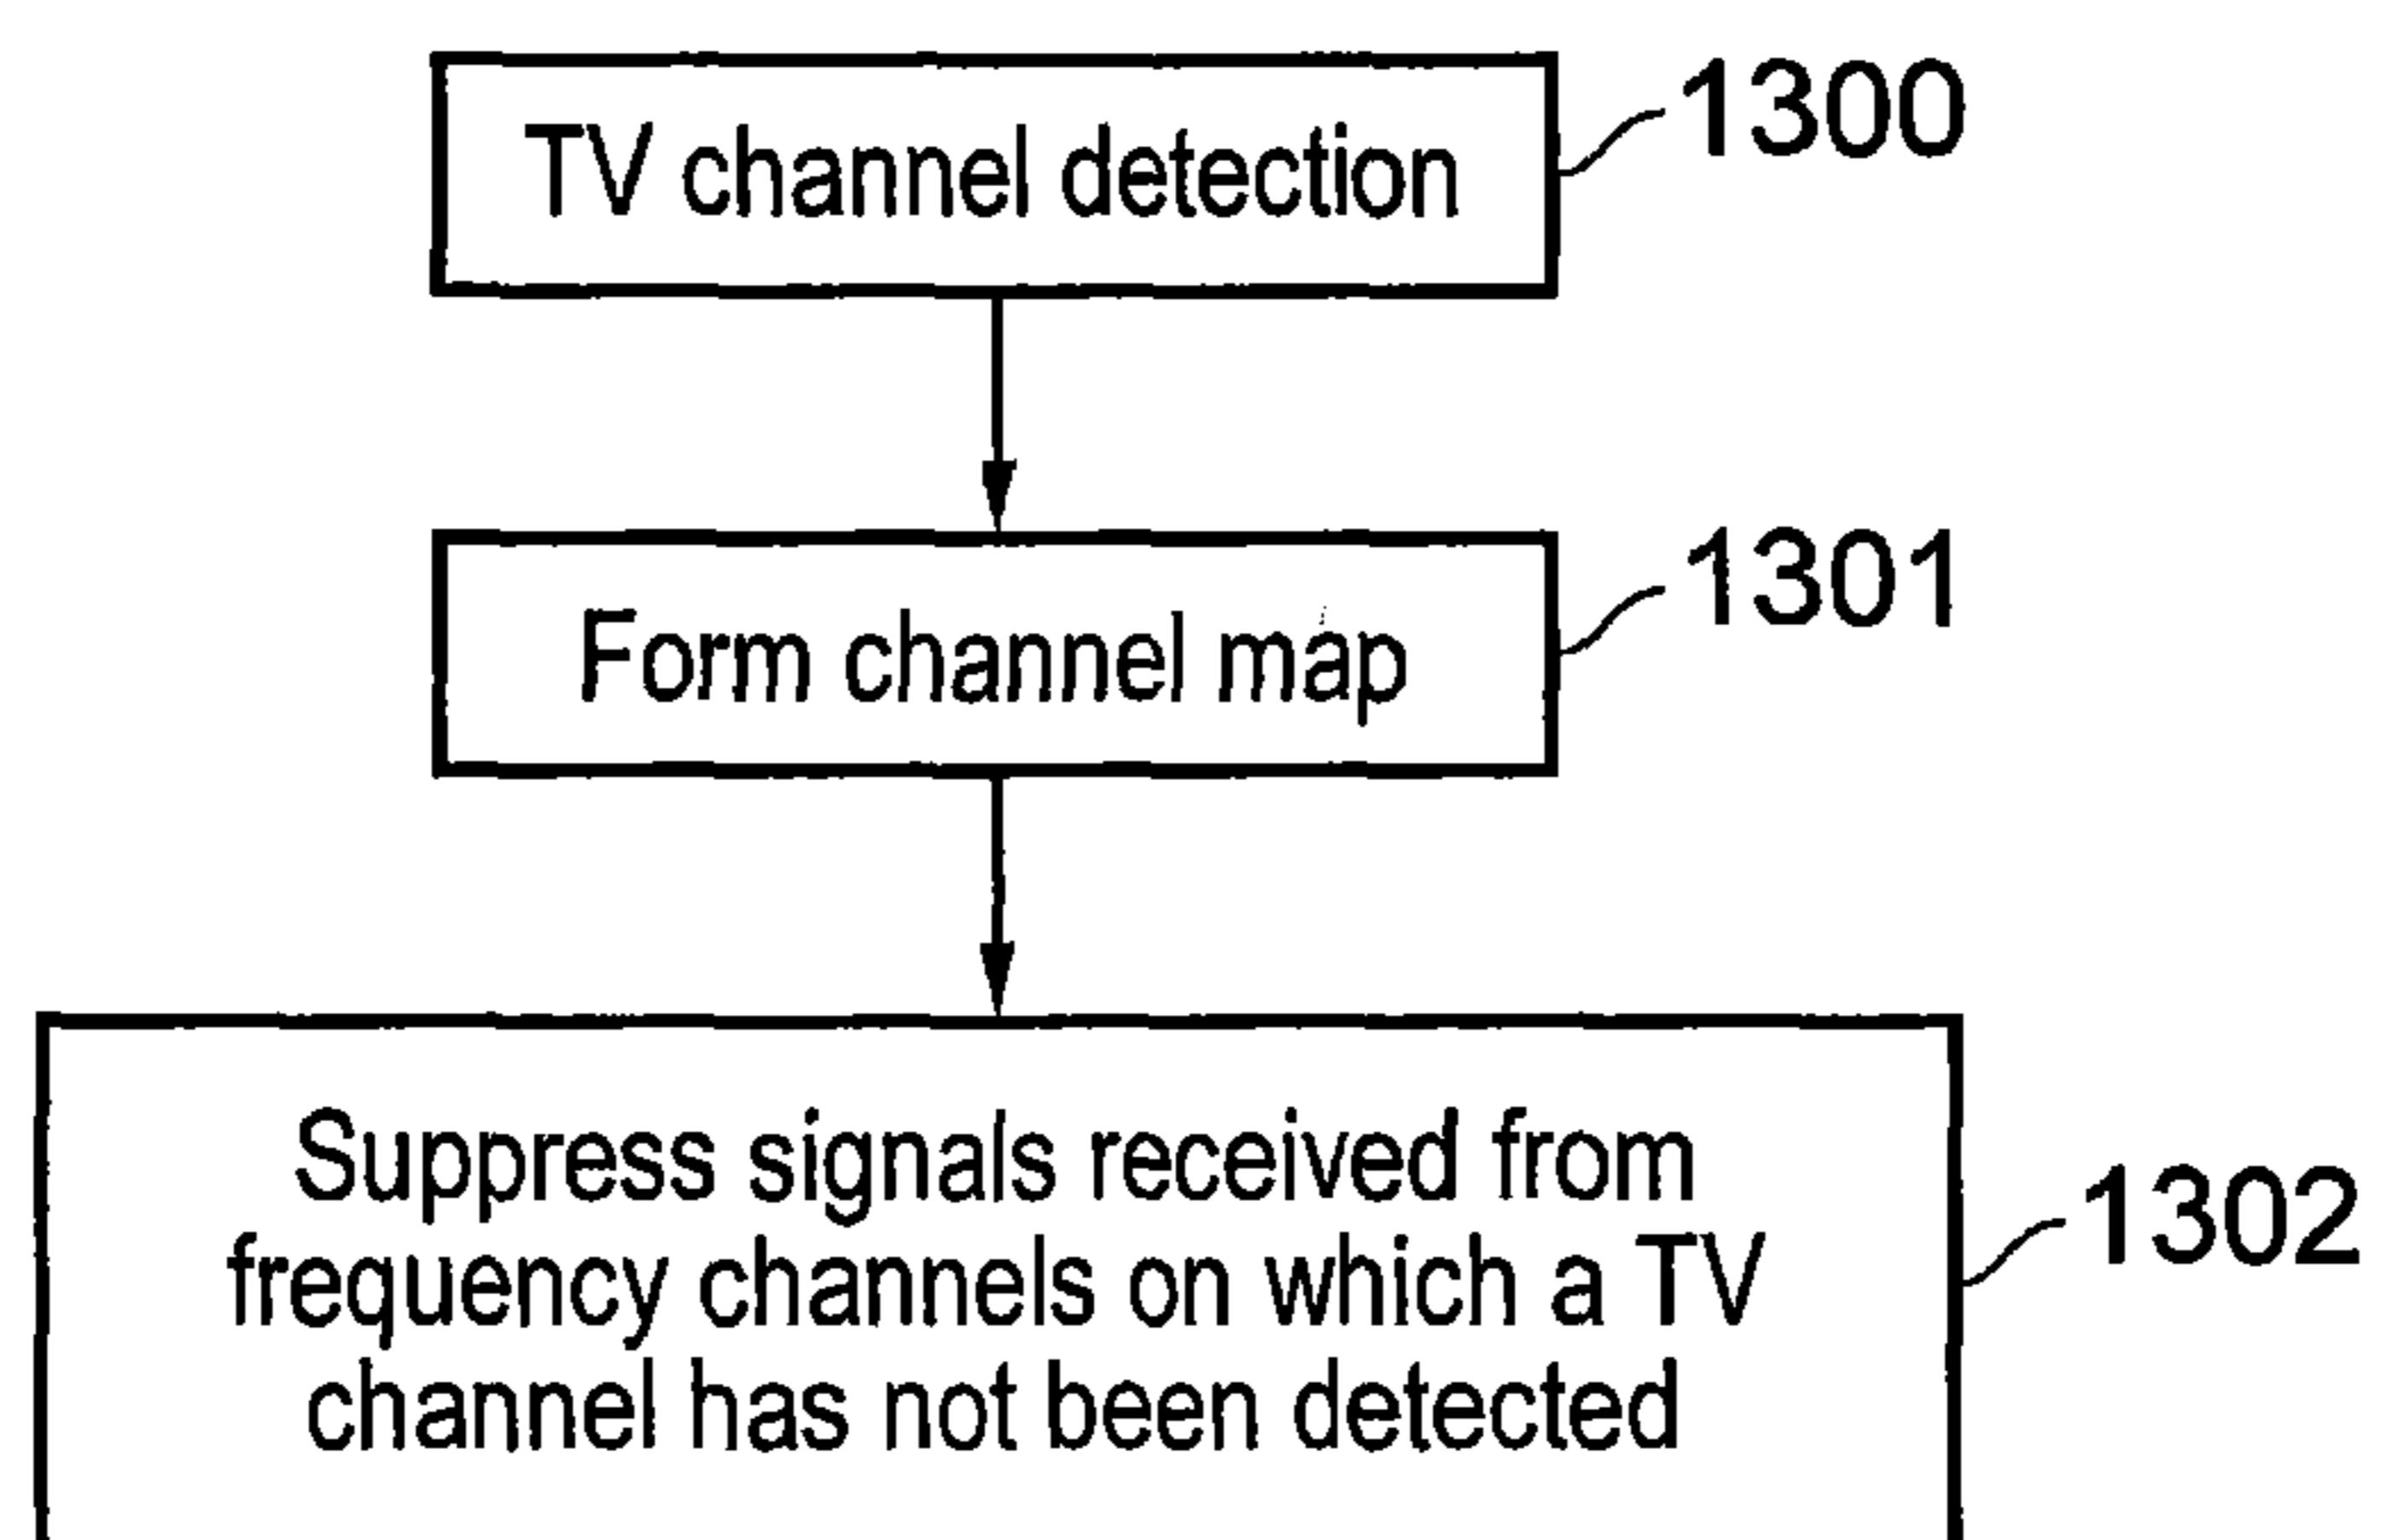 TV channel detection
1300
Form channel map
1301
Suppress signals received from
frequency channels on which a TV
channel has not been detected
1302